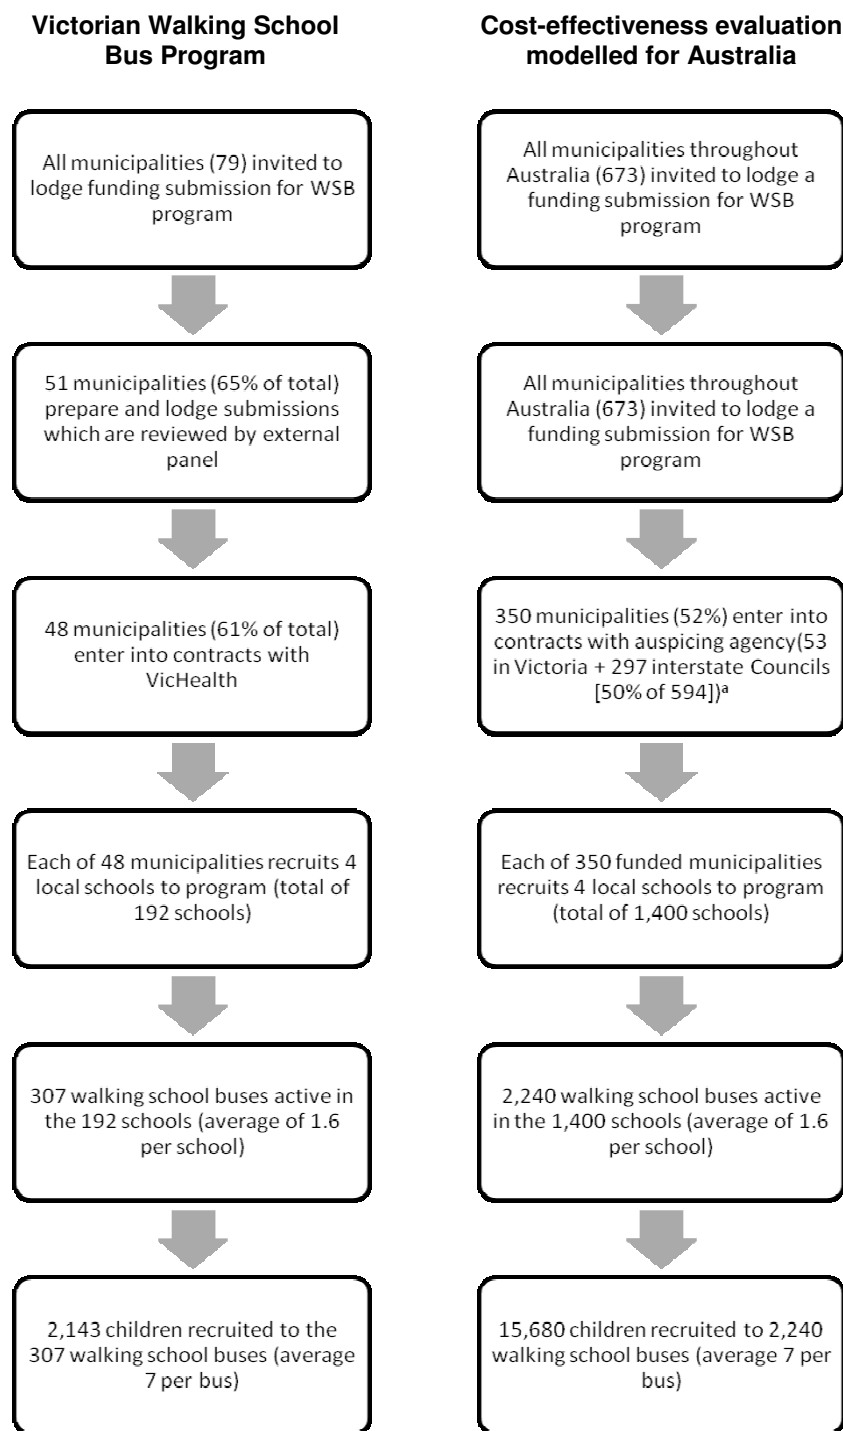 Victorian Walking School
Bus Program
All municipalities (79) invited to
lodge funding submission for WSB
program
51 municipalities (65% of total)
prepare and lodge submissions
which are reviewed by external
panel
48 municipalities (61% of total)
enter into contracts with
VicHealth
Each of 48 municipalities recruits 4
local schools to program (total of
192 schools)
307 walking school buses active in
the 192 schools (average of 1.6
per school)
2,143 children recruited to the
307 walking school buses (average
7 per bus)
Cost-effectiveness evaluation
modelled for Australia
All municipalities throughout
Australia (673) invited to lodge a
funding submission for WSB
program
All municipalities throughout
Australia (673) invited to lodge a
funding submission for WSB
program
350 municipalities (52%) enter into
contracts with auspicing agency(53
in Victoria + 297 interstate Councils
[50% of 594])ª
Each of 350 funded municipalities
recruits 4 local schools to program
(total of 1,400 schools)
2,240 walking school buses active
in the 1,400 schools (average of 1.6
per school)
15,680 children recruited to 2,240
walking school buses (average 7 per
bus)